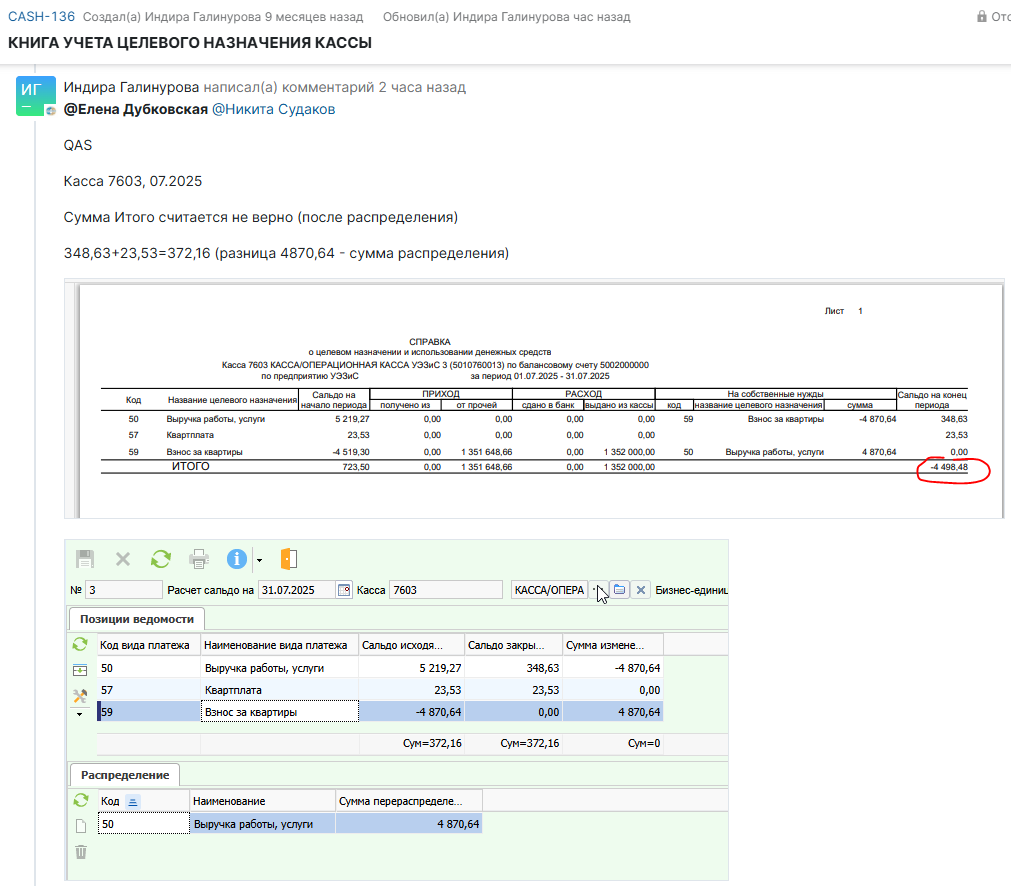 CASH-136 Создал(а) Индира Галинурова 9 месяцев назад Обновил(а) Индира Галинурова час назад
КНИГА УЧЕТА ЦЕЛЕВОГО НАЗНАЧЕНИЯ КАССЫ
ИГ
Индира Галинурова написал(а) комментарий 2 часа назад
@Елена Дубковская @Никита Судаков
QAS
Касса 7603, 07.2025
Сумма Итого считается не верно (после распределения)
348,63+23,53=372,16 (разница 4870,64 - сумма распределения)
Лист 1
СПРАВКА
о целевом назначении и использовании денежных средств
Касса 7603 КАССА/ОПЕРАЦИОННАЯ КАССА УЭЗиС 3 (5010760013) по балансовому счету 5002000000
по предприятию УЭЗиС за период 01.07.2025 - 31.07.2025
Код Название целевого назначения Сальдо на начало периода ПРИХОД РАСХОД На собственные нужды Сальдо на конец периода
получено из от прочей сдано в банк выдано из кассы код название целевого назначения сумма
50 Выручка работы, услуги 5 219,27 0,00 0,00 0,00 0,00 59 Взнос за квартиры -4 870,64 348,63
57 Квартплата 23,53 0,00 0,00 0,00 0,00 23,53
59 Взнос за квартиры -4 519,30 0,00 1 351 648,66 0,00 1 352 000,00 50 Выручка работы, услуги 4 870,64 0,00
ИТОГО 723,50 0,00 1 351 648,66 0,00 1 352 000,00 -4 498,48
№ 3 Расчет сальдо на 31.07.2025 Касса 7603 КАССА/ОПЕРА Бизнес-единиц
Позиции ведомости
Код вида платежа Наименование вида платежа Сальдо исходя... Сальдо закры... Сумма измене...
50 Выручка работы, услуги 5 219,27 348,63 -4 870,64
57 Квартплата 23,53 23,53 0,00
59 Взнос за квартиры -4 870,64 0,00 4 870,64
Сум=372,16 Сум=372,16 Сум=0
Распределение
Код Наименование Сумма перераспределе...
50 Выручка работы, услуги 4 870,64